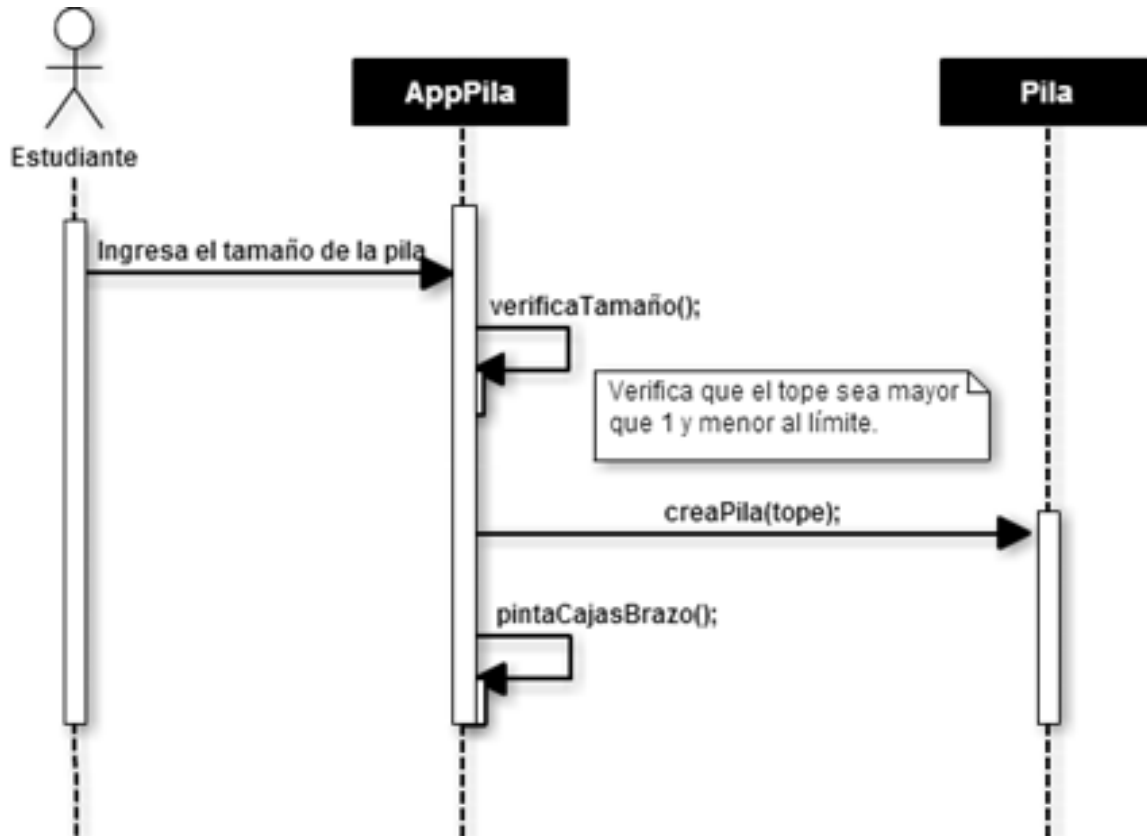 Estudiante
AppPila
Pila
Ingresa el tamaño de la pila
verificaTamaño();
Verifica que el tope sea mayor
que 1 y menor al límite.
creaPila(tope);
pintaCajasBrazo();